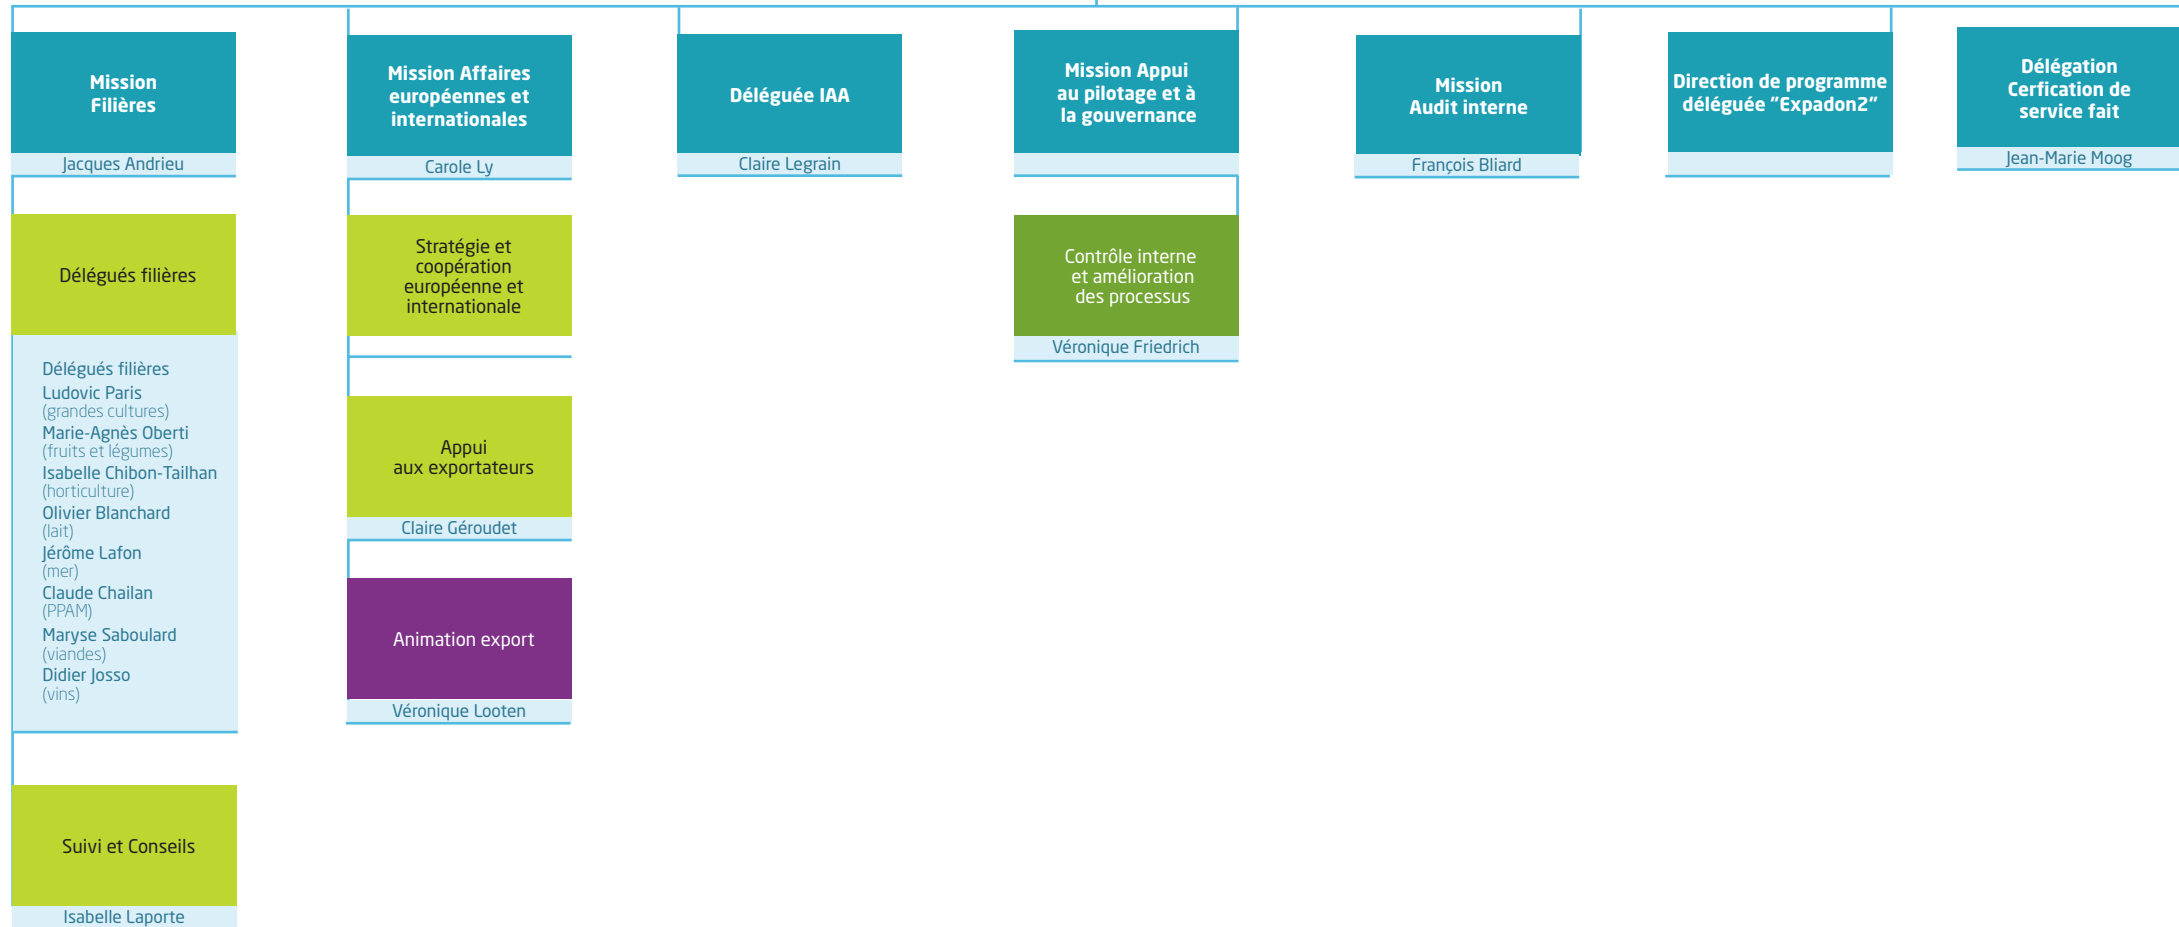 Mission
Filières
Jacques Andrieu
Délégués filières
Délégués filières
Ludovic Paris
(grandes cultures)
Marie-Agnès Oberti
(fruits et légumes)
Isabelle Chibon-Tailhan
(horticulture)
Olivier Blanchard
(lait)
Jérôme Lafon
(mer)
Claude Chailan
(PPAM)
Maryse Saboulard
(viandes)
Didier Josso
(vins)
Suivi et Conseils
Isabelle Laporte
Mission Affaires
européennes et
internationales
Carole Ly
Stratégie et
coopération
européenne et
internationale
Appui
aux exportateurs
Claire Géroudet
Animation export
Véronique Looten
Déléguée IAA
Claire Legrain
Mission Appui
au pilotage et à
la gouvernance
Contrôle interne
et amélioration
des processus
Véronique Friedrich
Mission
Audit interne
François Bliard
Direction de programme
déléguée "Expadon2"
Délégation
Cerfication de
service fait
Jean-Marie Moog